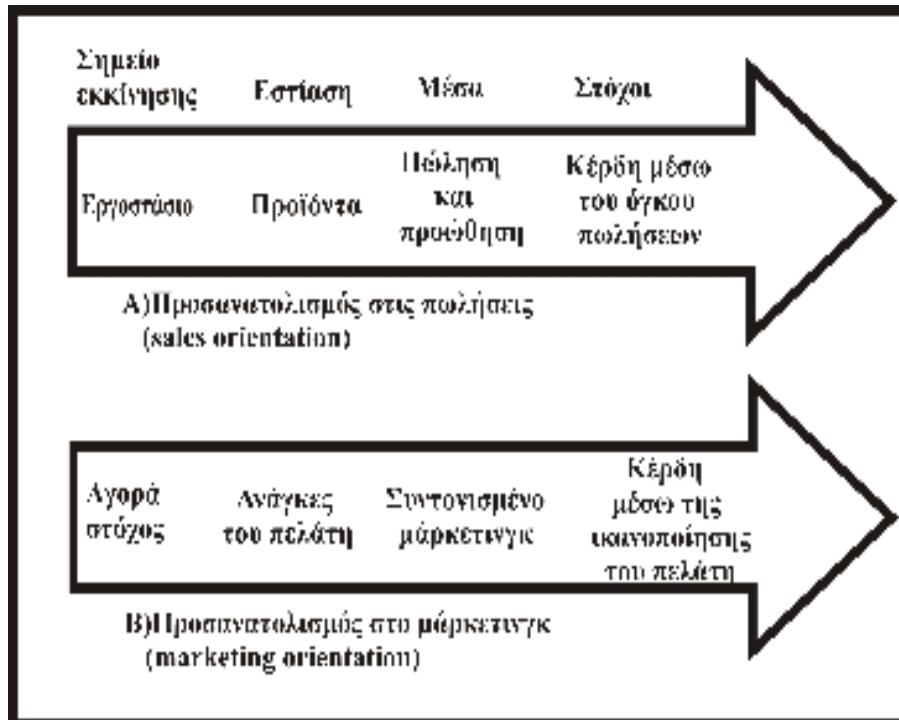 Σημείο
εκκίνησης
Εστίαση
Μέσα
Στόχοι
Εργοστάσιο
Προϊόντα
Πώληση
και
προώθηση
Κέρδη μέσω
του όγκου
πωλήσεων
Α)Προσανατολισμός στις πωλήσεις
(sales orientation)
Αγορά
στόχος
Ανάγκες
του πελάτη
Συντονισμένο
μάρκετινγκ
Κέρδη
μέσω της
ικανοποίησης
του πελάτη
Β)Προσανατολισμός στο μάρκετινγκ
(marketing orientation)